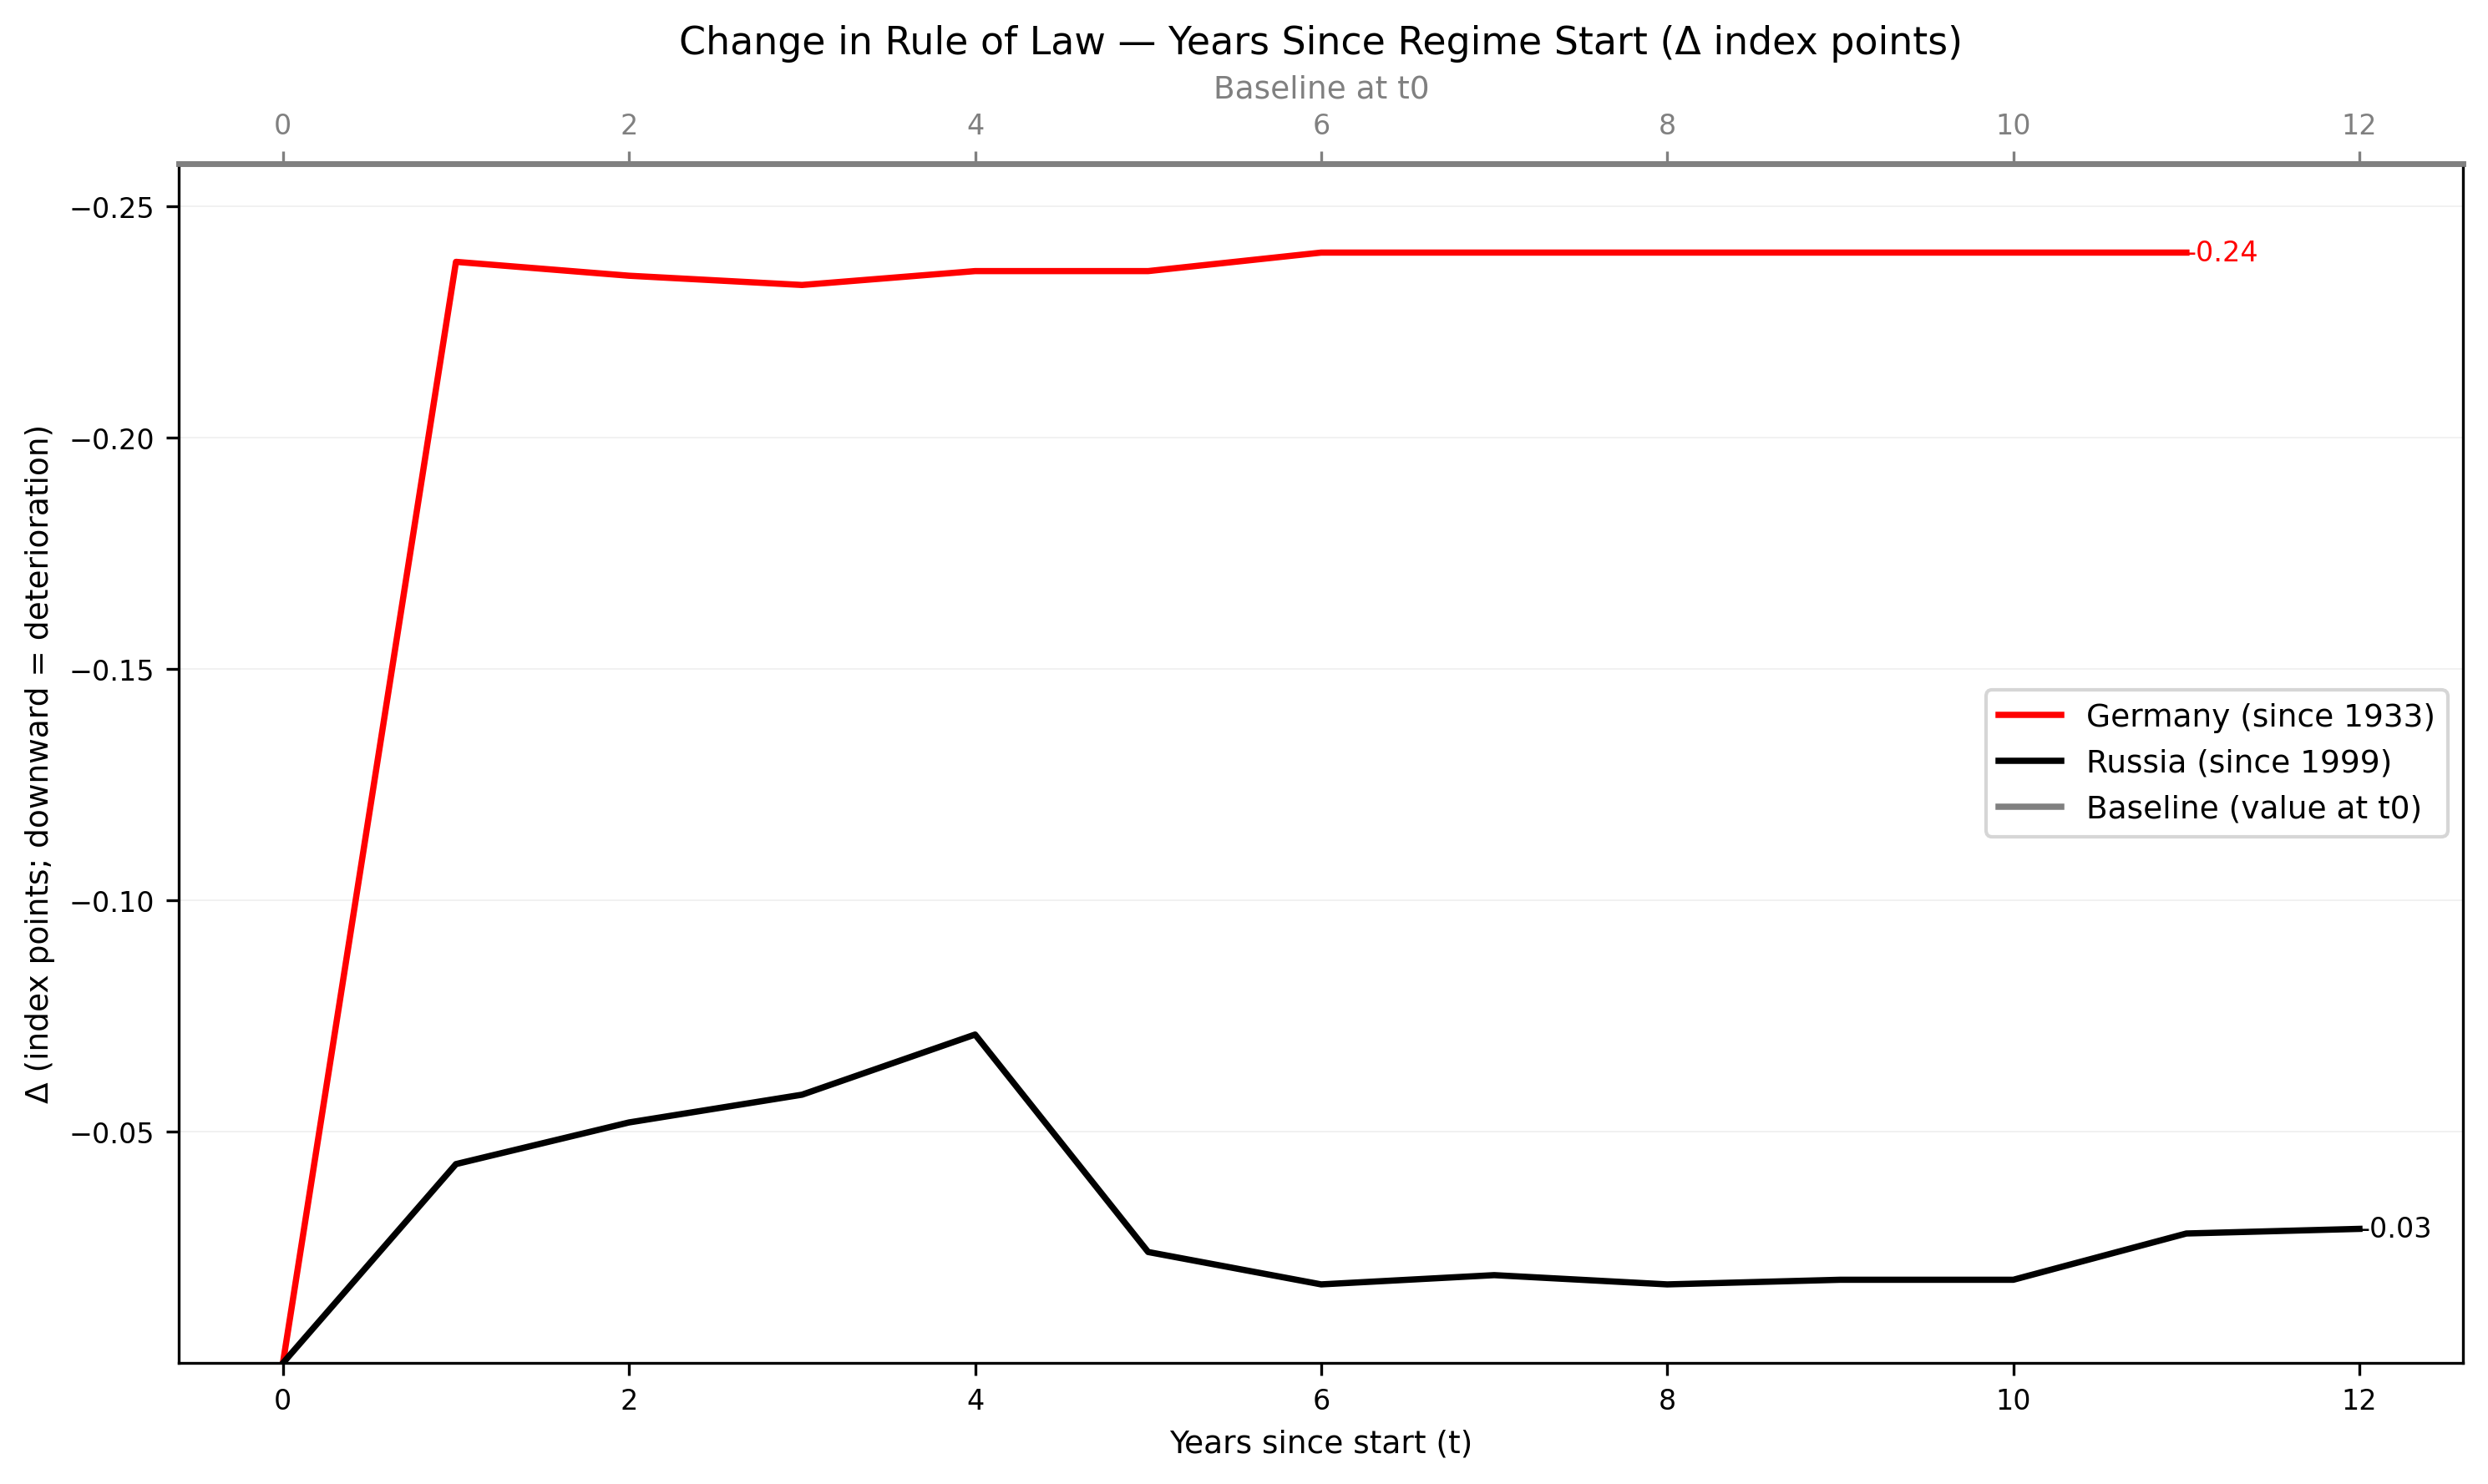 Change in Rule of Law — Years Since Regime Start (Δ index points)
Baseline at t0
0 2 4 6 8 10 12
−0.25
−0.20
−0.15
−0.10
−0.05
Δ (index points; downward = deterioration)
-0.24
Germany (since 1933)
Russia (since 1999)
Baseline (value at t0)
-0.03
0 2 4 6 8 10 12
Years since start (t)